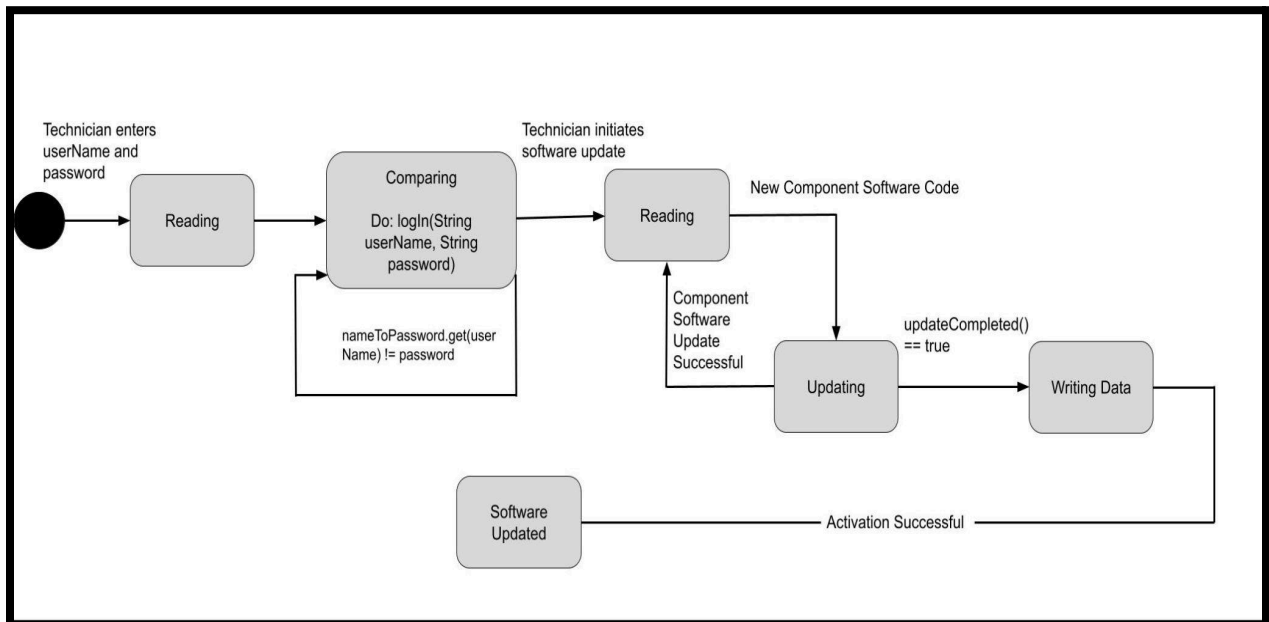 Technician enters
userName and
password
Reading
Comparing
Do: logIn(String
userName, String
password)
nameToPassword.get(user
Name) != password
Technician initiates
software update
Reading
New Component Software Code
Component
Software
Update
Successful
Updating
updateCompleted()
== true
Writing Data
Activation Successful
Software
Updated